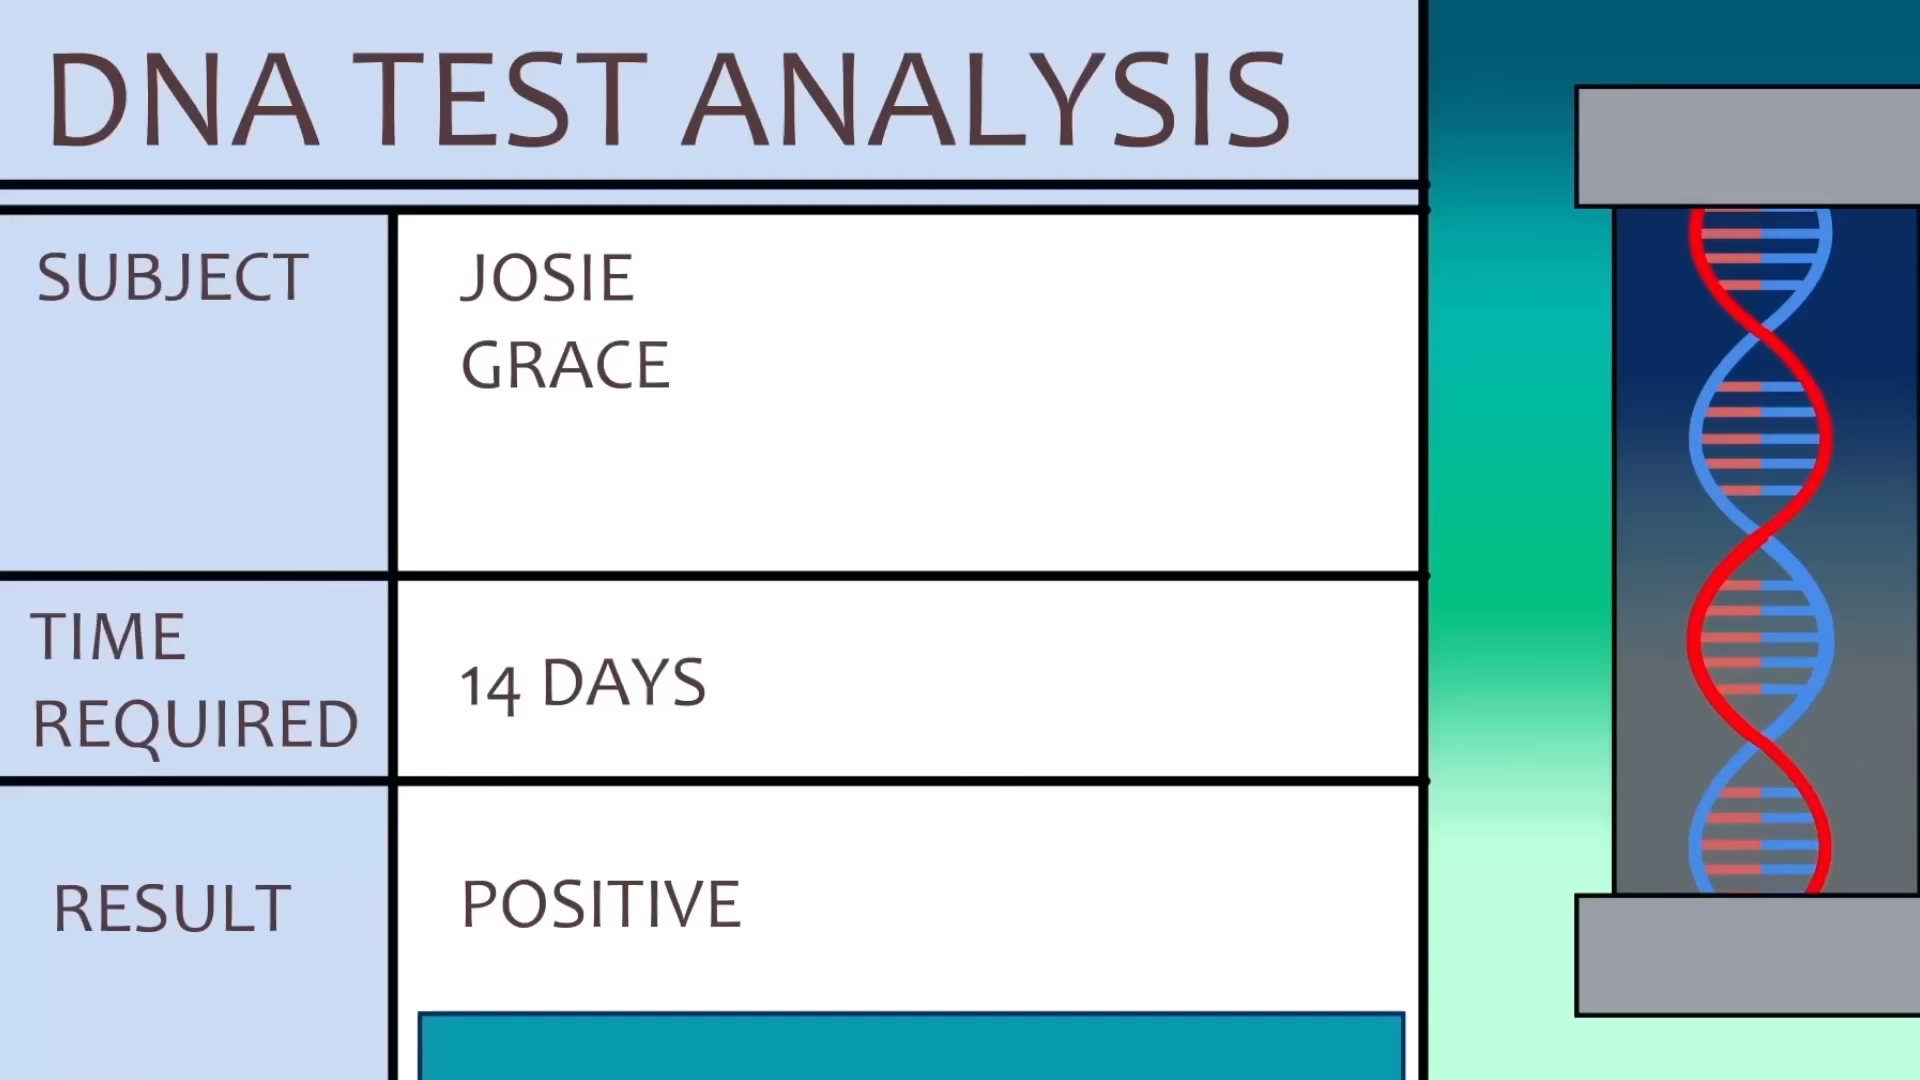 DNA TEST ANALYSIS
SUBJECT
JOSIE
GRACE
TIME
REQUIRED
14 DAYS
RESULT
POSITIVE